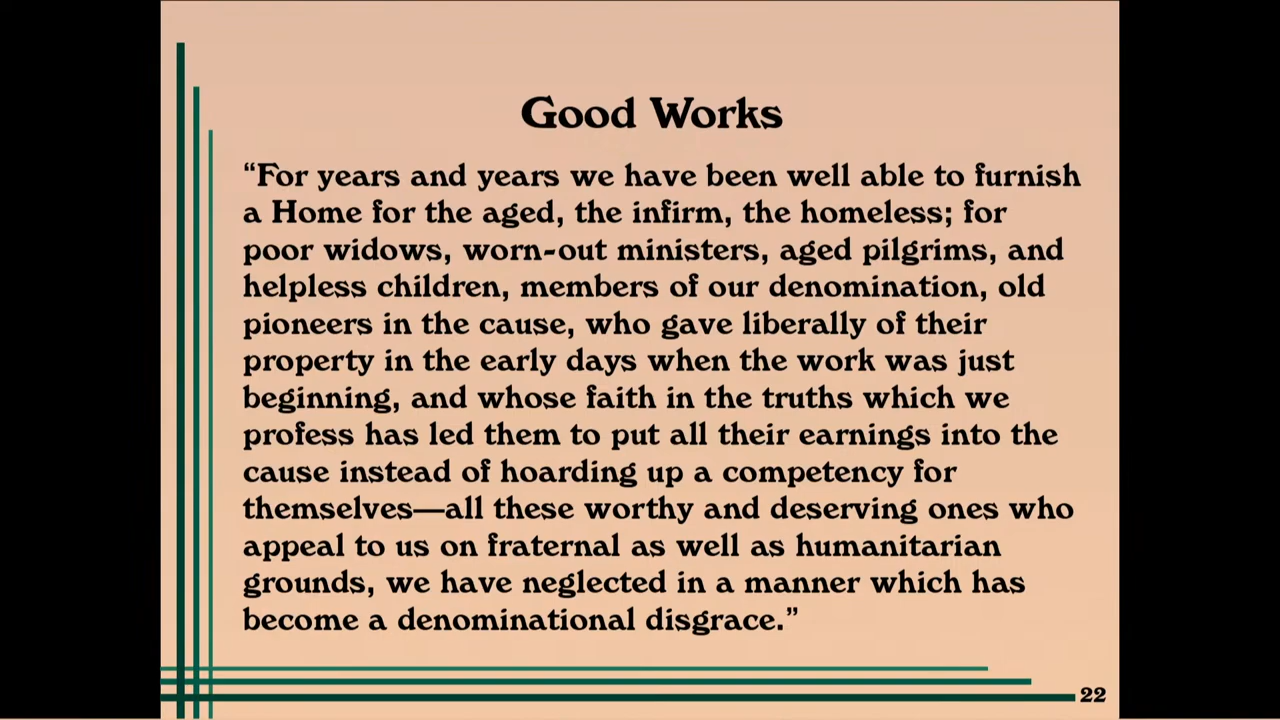 Good Works
“For years and years we have been well able to furnish
a Home for the aged, the infirm, the homeless; for
poor widows, worn-out ministers, aged pilgrims, and
helpless children, members of our denomination, old
pioneers in the cause, who gave liberally of their
property in the early days when the work was just
beginning, and whose faith in the truths which we
profess has led them to put all their earnings into the
cause instead of hoarding up a competency for
themselves—all these worthy and deserving ones who
appeal to us on fraternal as well as humanitarian
grounds, we have neglected in a manner which has
become a denominational disgrace.”
22